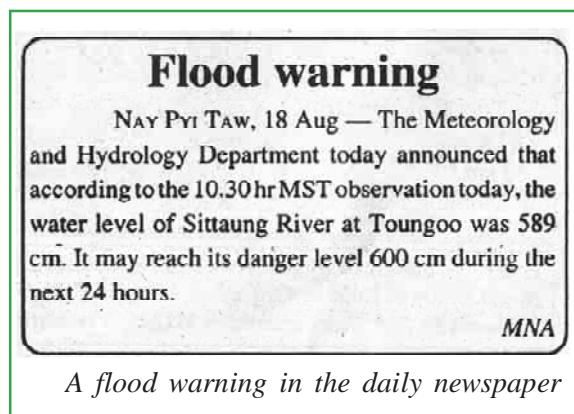 Flood warning
NAY PYI TAW, 18 Aug — The Meteorology
and Hydrology Department today announced that
according to the 10.30 hr MST observation today, the
water level of Sittaung River at Toungoo was 589
cm. It may reach its danger level 600 cm during the
next 24 hours.
MNA
A flood warning in the daily newspaper